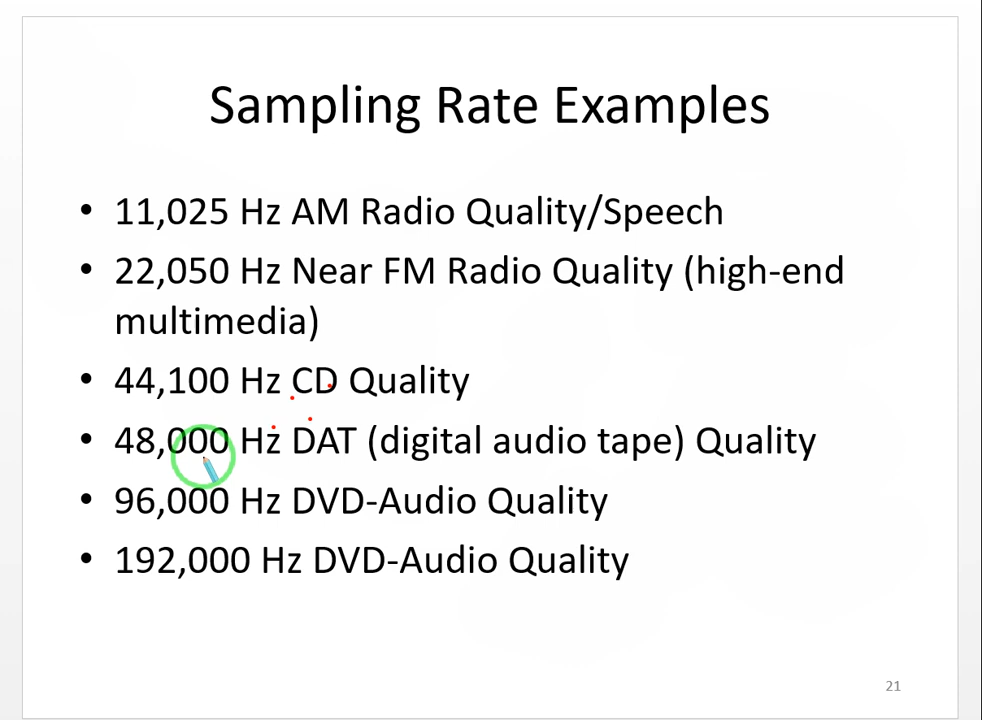 Sampling Rate Examples
• 11,025 Hz AM Radio Quality/Speech
• 22,050 Hz Near FM Radio Quality (high-end
multimedia)
• 44,100 Hz CD Quality
• 48,000 Hz DAT (digital audio tape) Quality
• 96,000 Hz DVD-Audio Quality
• 192,000 Hz DVD-Audio Quality
21